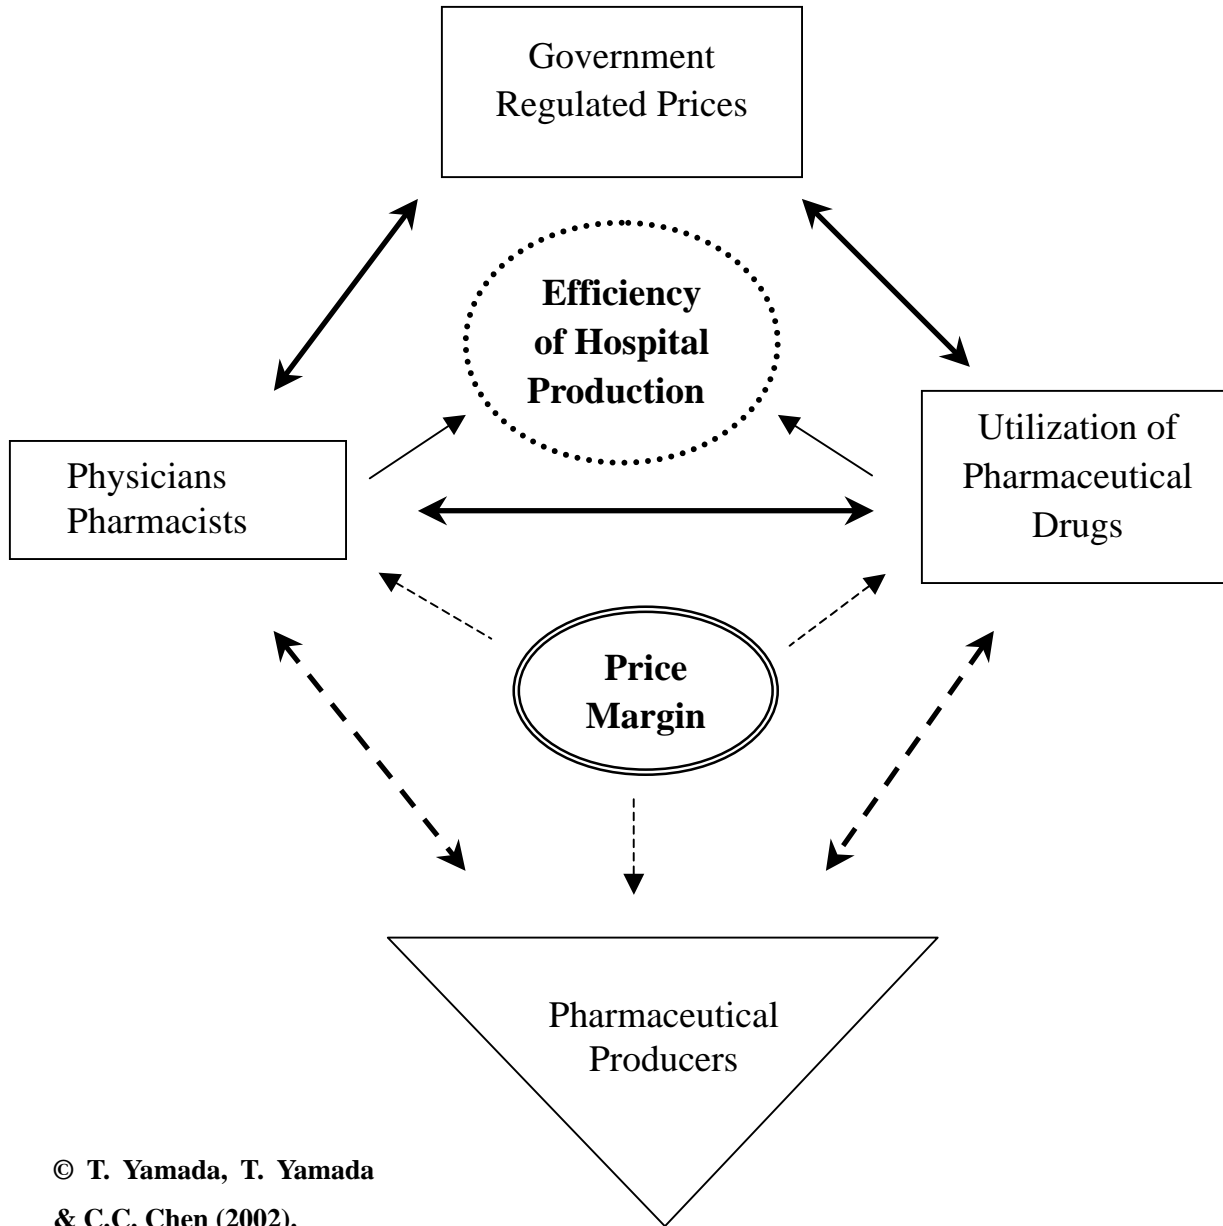 Government
Regulated Prices
Efficiency
of Hospital
Production
Physicians
Pharmacists
Utilization of
Pharmaceutical
Drugs
Price
Margin
Pharmaceutical
Producers
© T. Yamada, T. Yamada
& C.C. Chen (2002).